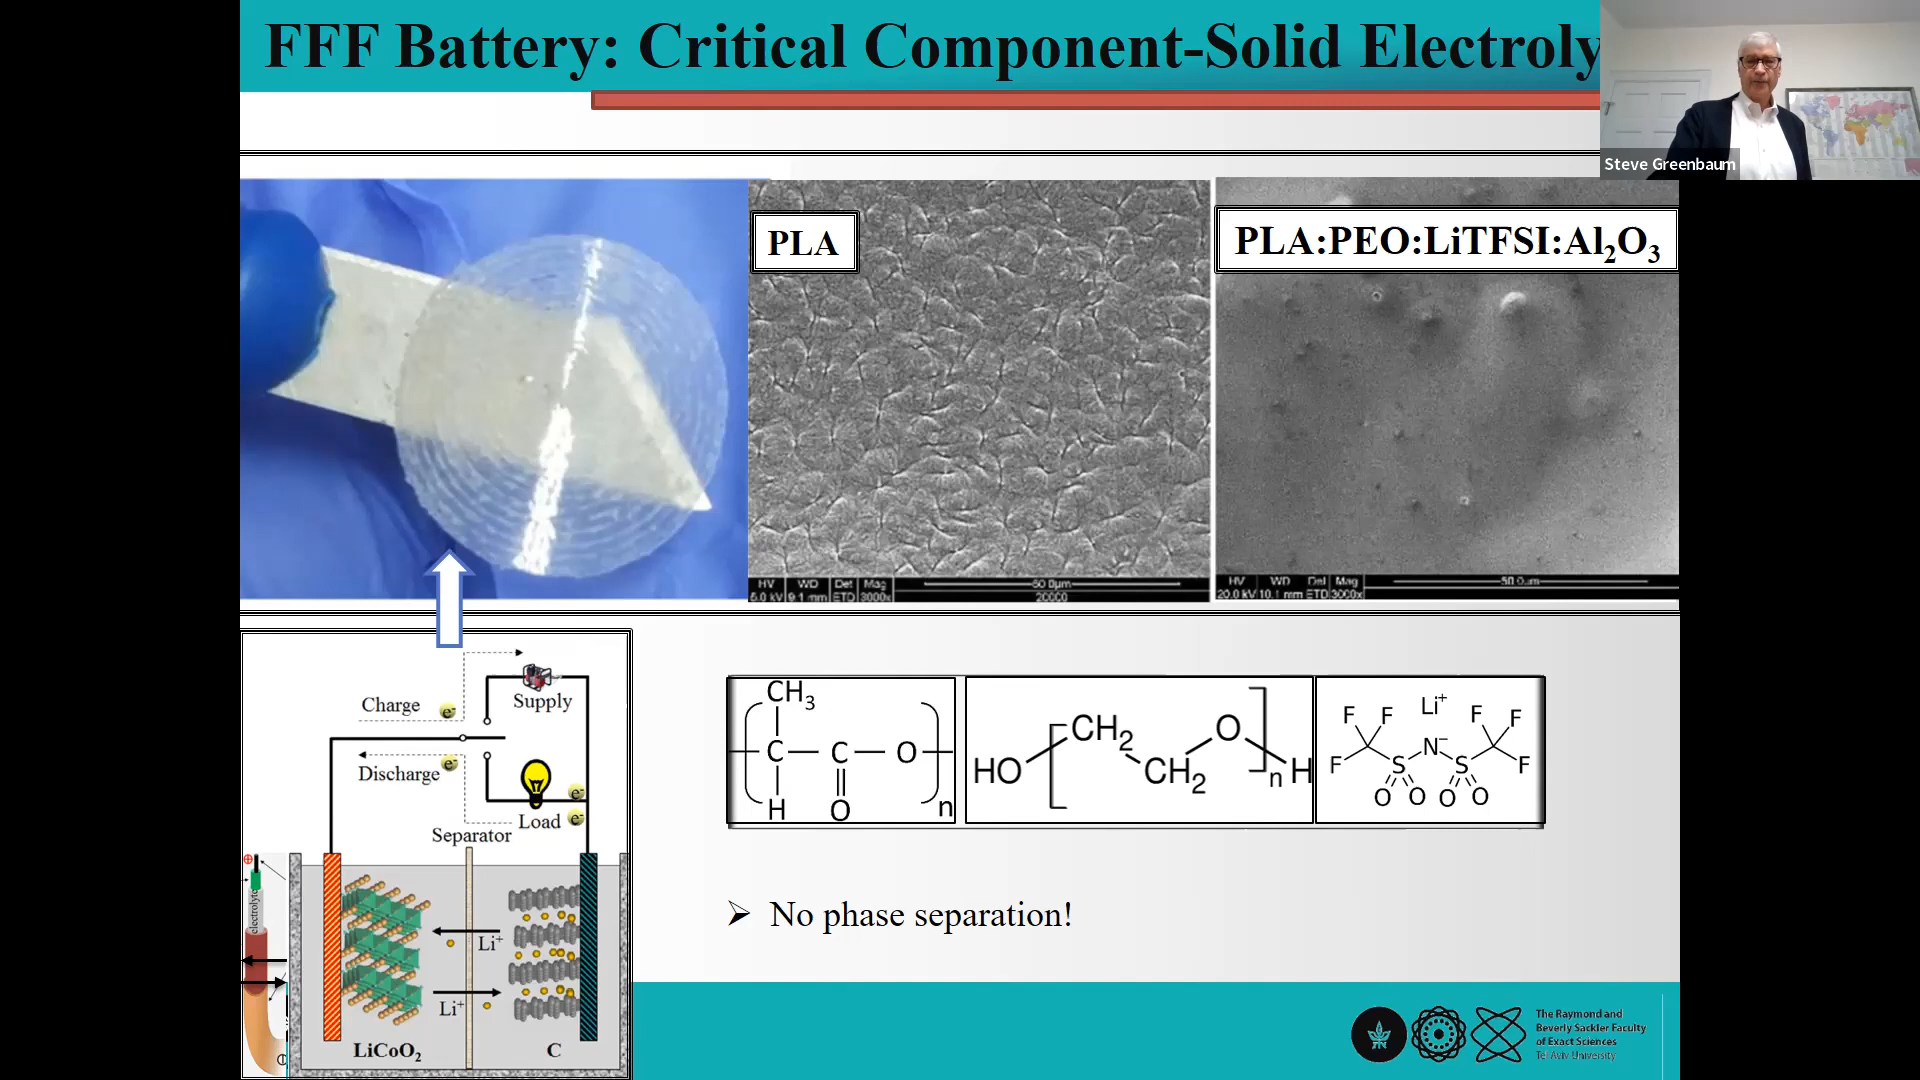 FFF Battery: Critical Component-Solid Electroly
Steve Greenbaum
PLA
PLA:PEO:LiTFSI:Al₂O₃
HV WD Det Mag 50.0µm
5.0 kV 9.1 mm ETD 3000x 20000
HV WD Det Mag 50.0µm
20.0 kV 10.1 mm ETD 3000x
Charge e⁻
Supply
Discharge e⁻
e⁻
Load e⁻
Separator
electrolyte
Li⁺
Li⁺
LiCoO₂
C
CH₃
C C O
H O n
HO CH₂ CH₂ O n H
Li⁺
F F F F
N⁻
F S S F
O O O O
➢ No phase separation!
The Raymond and
Beverly Sackler Faculty
of Exact Sciences
Tel Aviv University